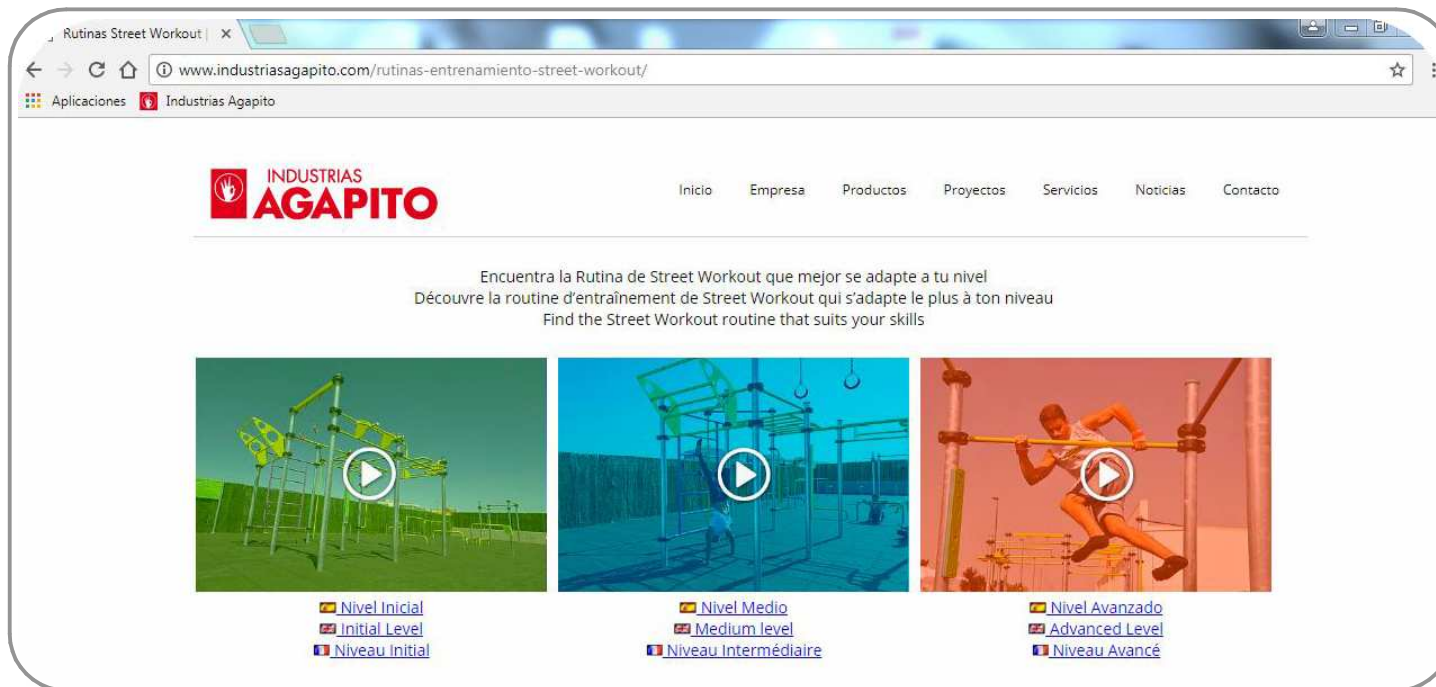 Rutinas Street Workout |
www.industriasagapito.com/rutinas-entrenamiento-street-workout/
Aplicaciones Industrias Agapito
INDUSTRIAS
AGAPITO
Inicio Empresa Productos Proyectos Servicios Noticias Contacto
Encuentra la Rutina de Street Workout que mejor se adapte a tu nivel
Découvre la routine d'entraînement de Street Workout qui s'adapte le plus à ton niveau
Find the Street Workout routine that suits your skills
Nivel Inicial
Initial Level
Niveau Initial
Nivel Medio
Medium level
Niveau Intermédiaire
Nivel Avanzado
Advanced Level
Niveau Avancé